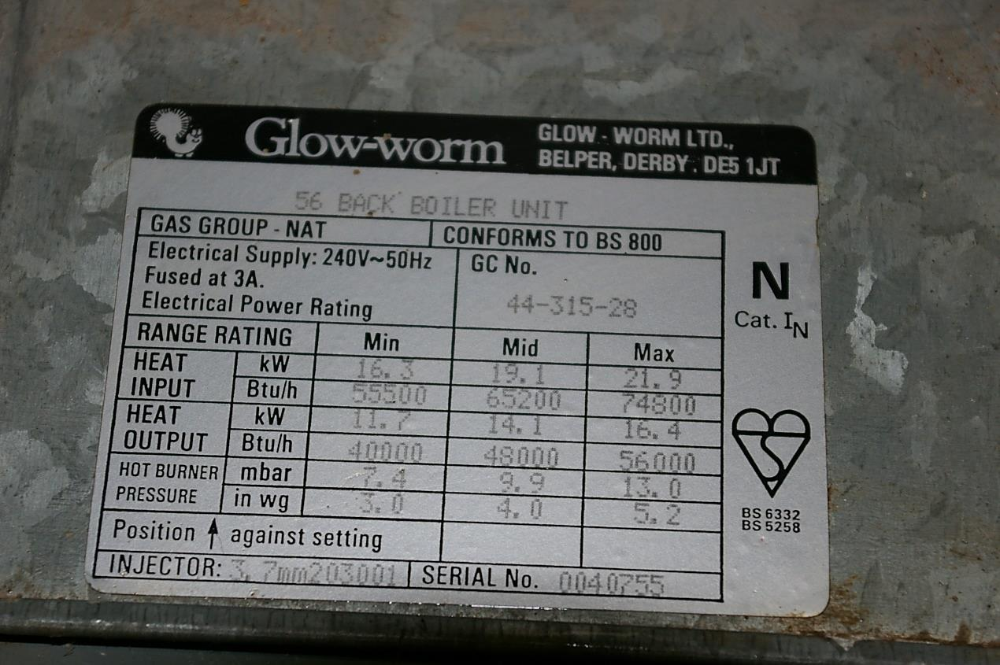 Glow-worm
GLOW - WORM LTD.,
BELPER, DERBY. DE5 1JT
56 BACK BOILER UNIT
GAS GROUP - NAT CONFORMS TO BS 800
Electrical Supply: 240V~50Hz
Fused at 3A.
Electrical Power Rating
GC No.
44-315-28
N
Cat. IN
RANGE RATING Min Mid Max
HEAT INPUT kW 16.3 19.1 21.9
Btu/h 55500 65200 74800
HEAT OUTPUT kW 11.7 14.1 16.4
Btu/h 40000 48000 56000
HOT BURNER PRESSURE mbar 7.4 9.9 13.0
in wg 3.0 4.0 5.2
Position ↑ against setting
INJECTOR: 3.7mm203001 SERIAL No. 0040755
BS 6332
BS 5258